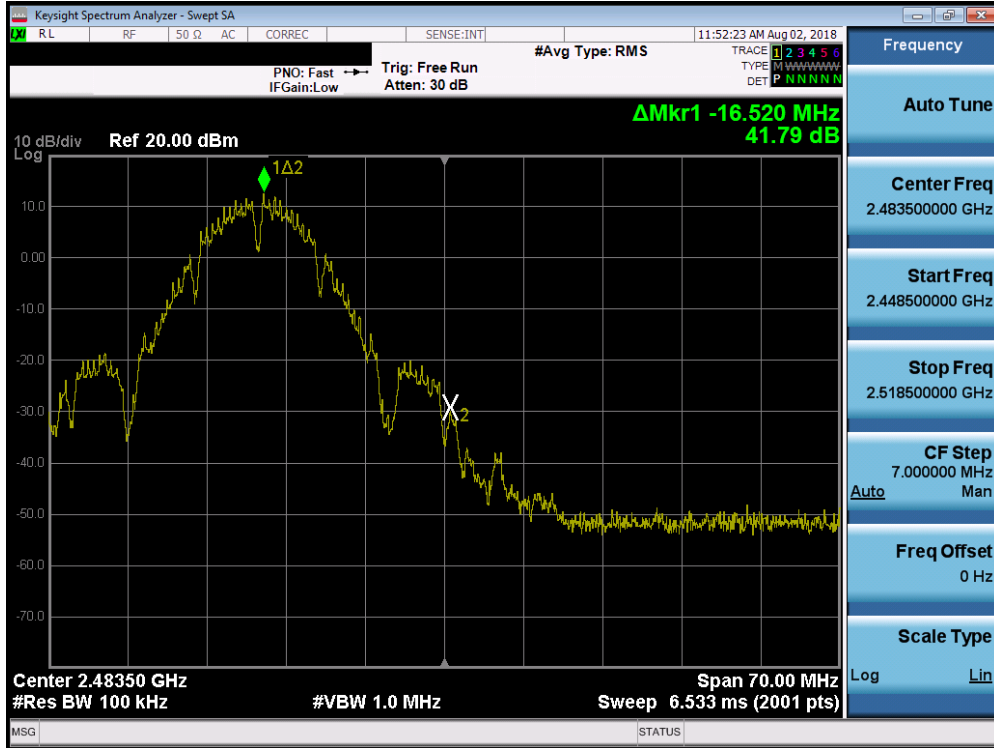 Keysight Spectrum Analyzer - Swept SA
LXI RL RF 50 Ω AC CORREC SENSE:INT 11:52:23 AM Aug 02, 2018
#Avg Type: RMS
TRACE 1 2 3 4 5 6
PNO: Fast Trig: Free Run
TYPE M W W W W W
IFGain:Low Atten: 30 dB
DET P N N N N N
ΔMkr1 -16.520 MHz
41.79 dB
10 dB/div Ref 20.00 dBm
Log
1Δ2
10.0
0.00
-10.0
-20.0
-30.0
X2
-40.0
-50.0
-60.0
-70.0
Center 2.48350 GHz Span 70.00 MHz
#Res BW 100 kHz #VBW 1.0 MHz Sweep 6.533 ms (2001 pts)
MSG STATUS
Frequency
Auto Tune
Center Freq
2.483500000 GHz
Start Freq
2.448500000 GHz
Stop Freq
2.518500000 GHz
CF Step
7.000000 MHz
Auto Man
Freq Offset
0 Hz
Scale Type
Log Lin